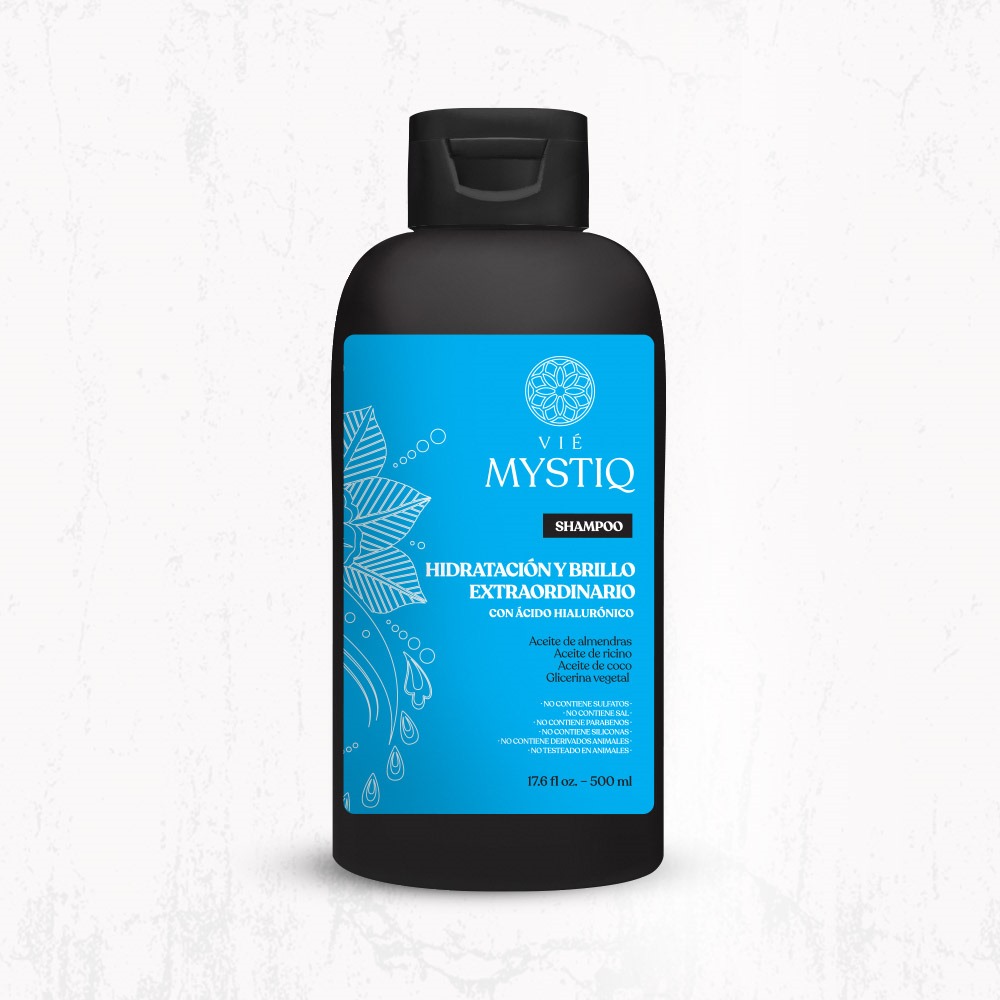 VIÉ
MYSTIQ
SHAMPOO
HIDRATACIÓN Y BRILLO
EXTRAORDINARIO
CON ÁCIDO HIALURÓNICO
Aceite de almendras
Aceite de ricino
Aceite de coco
Glicerina vegetal
· NO CONTIENE SULFATOS ·
· NO CONTIENE SAL ·
· NO CONTIENE PARABENOS ·
· NO CONTIENE SILICONAS ·
· NO CONTIENE DERIVADOS ANIMALES ·
· NO TESTEADO EN ANIMALES ·
17.6 fl oz. – 500 ml